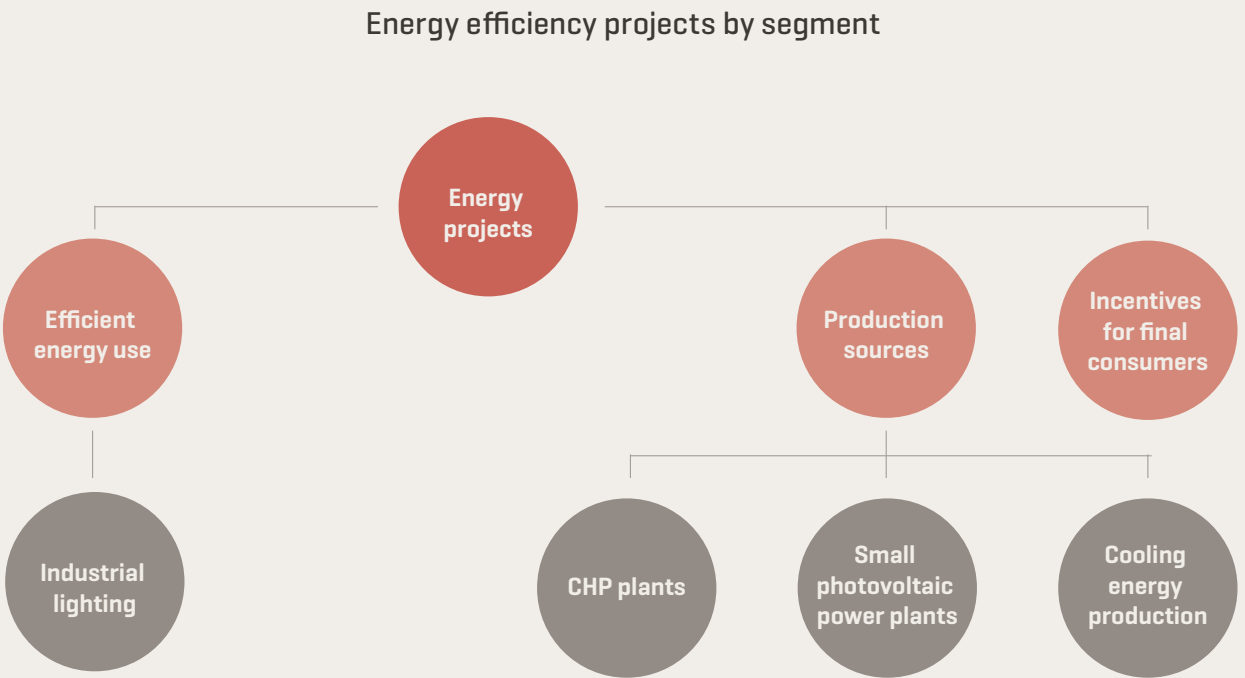 Energy efficiency projects by segment
Energy
projects
Efficient
energy use
Production
sources
Incentives
for final
consumers
Industrial
lighting
CHP plants
Small
photovoltaic
power plants
Cooling
energy
production